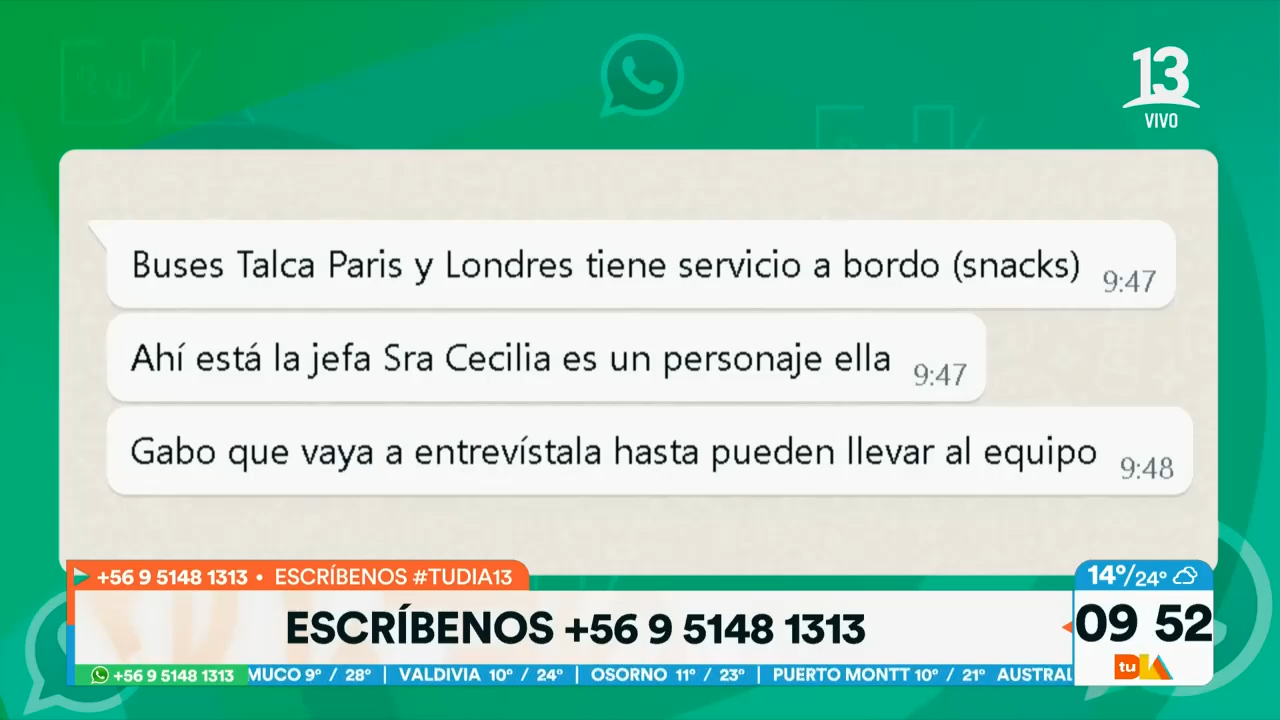 13
VIVO
Buses Talca Paris y Londres tiene servicio a bordo (snacks) 9:47
Ahí está la jefa Sra Cecilia es un personaje ella 9:47
Gabo que vaya a entrevístala hasta pueden llevar al equipo 9:48
+56 9 5148 1313 • ESCRÍBENOS #TUDIA13
14°/24°
ESCRÍBENOS +56 9 5148 1313
09 52
tu DÍA
+56 9 5148 1313 MUCO 9° / 28° | VALDIVIA 10° / 24° | OSORNO 11° / 23° | PUERTO MONTT 10° / 21° AUSTRAL